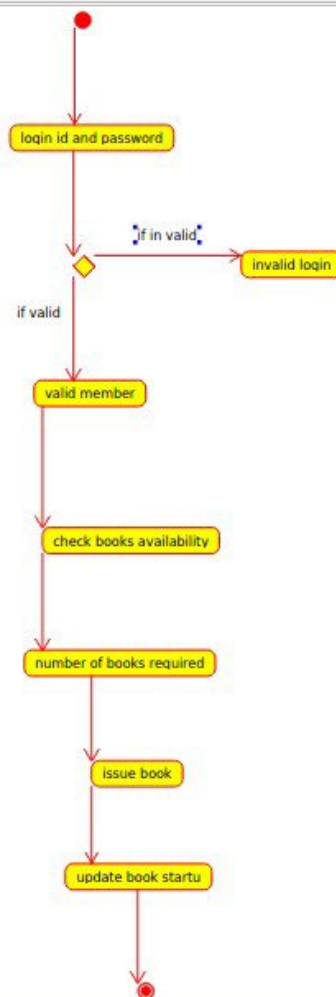 login id and password
if in valid
invalid login
if valid
valid member
check books availability
number of books required
issue book
update book startu